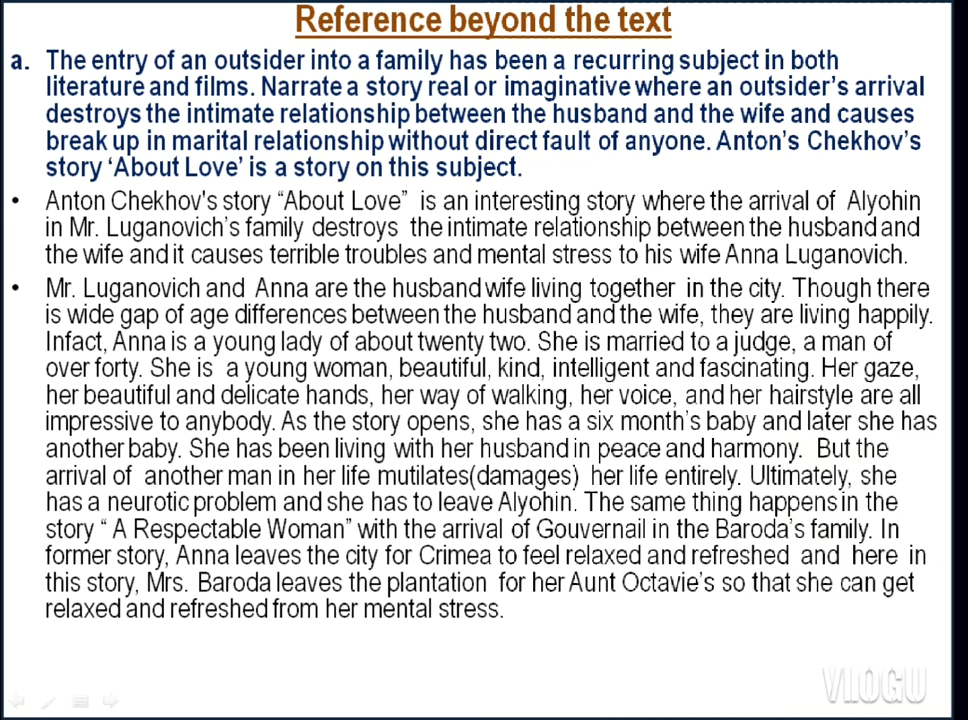 Reference beyond the text
a. The entry of an outsider into a family has been a recurring subject in both
literature and films. Narrate a story real or imaginative where an outsider's arrival
destroys the intimate relationship between the husband and the wife and causes
break up in marital relationship without direct fault of anyone. Anton's Chekhov's
story 'About Love' is a story on this subject.
• Anton Chekhov's story "About Love" is an interesting story where the arrival of Alyohin
in Mr. Luganovich's family destroys the intimate relationship between the husband and
the wife and it causes terrible troubles and mental stress to his wife Anna Luganovich.
• Mr. Luganovich and Anna are the husband wife living together in the city. Though there
is wide gap of age differences between the husband and the wife, they are living happily.
Infact, Anna is a young lady of about twenty two. She is married to a judge, a man of
over forty. She is a young woman, beautiful, kind, intelligent and fascinating. Her gaze,
her beautiful and delicate hands, her way of walking, her voice, and her hairstyle are all
impressive to anybody. As the story opens, she has a six month's baby and later she has
another baby. She has been living with her husband in peace and harmony. But the
arrival of another man in her life mutilates(damages) her life entirely. Ultimately, she
has a neurotic problem and she has to leave Alyohin. The same thing happens in the
story " A Respectable Woman" with the arrival of Gouvernail in the Baroda's family. In
former story, Anna leaves the city for Crimea to feel relaxed and refreshed and here in
this story, Mrs. Baroda leaves the plantation for her Aunt Octavie's so that she can get
relaxed and refreshed from her mental stress.
VLOGU